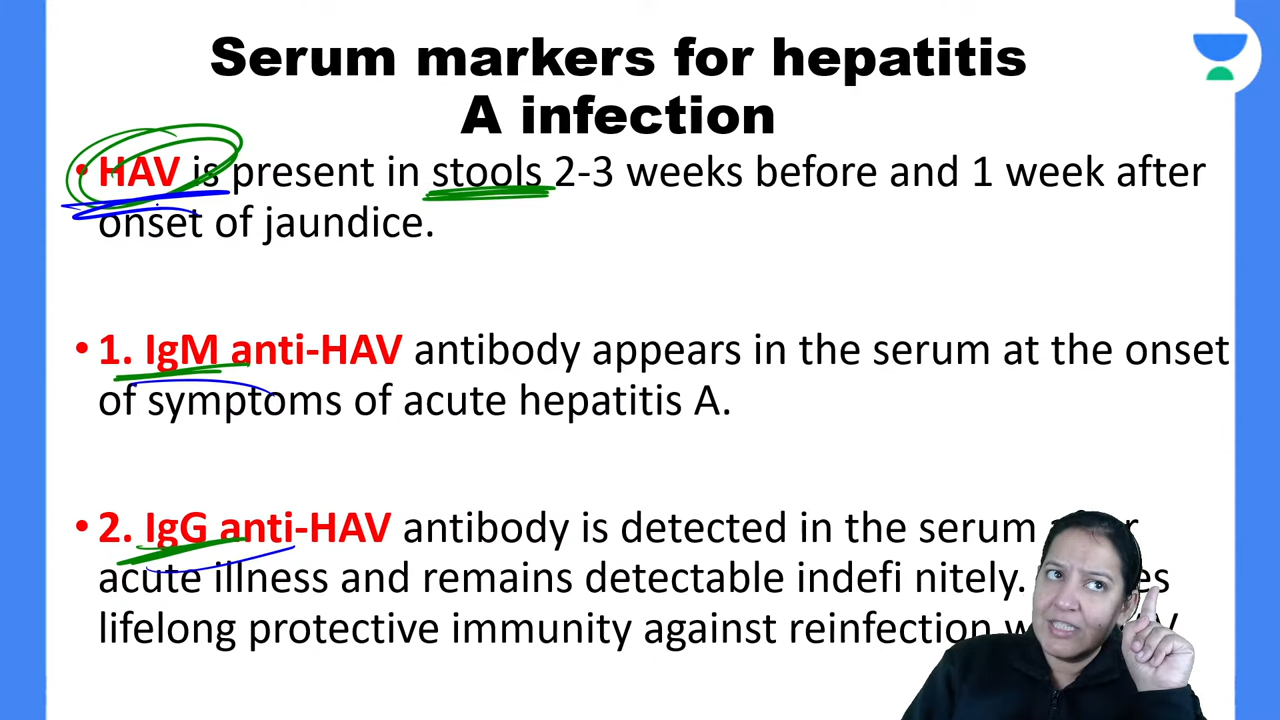 Serum markers for hepatitis
A infection
• HAV is present in stools 2-3 weeks before and 1 week after
onset of jaundice.
• 1. IgM anti-HAV antibody appears in the serum at the onset
of symptoms of acute hepatitis A.
• 2. IgG anti-HAV antibody is detected in the serum
acute illness and remains detectable indefi nitely.
lifelong protective immunity against reinfection